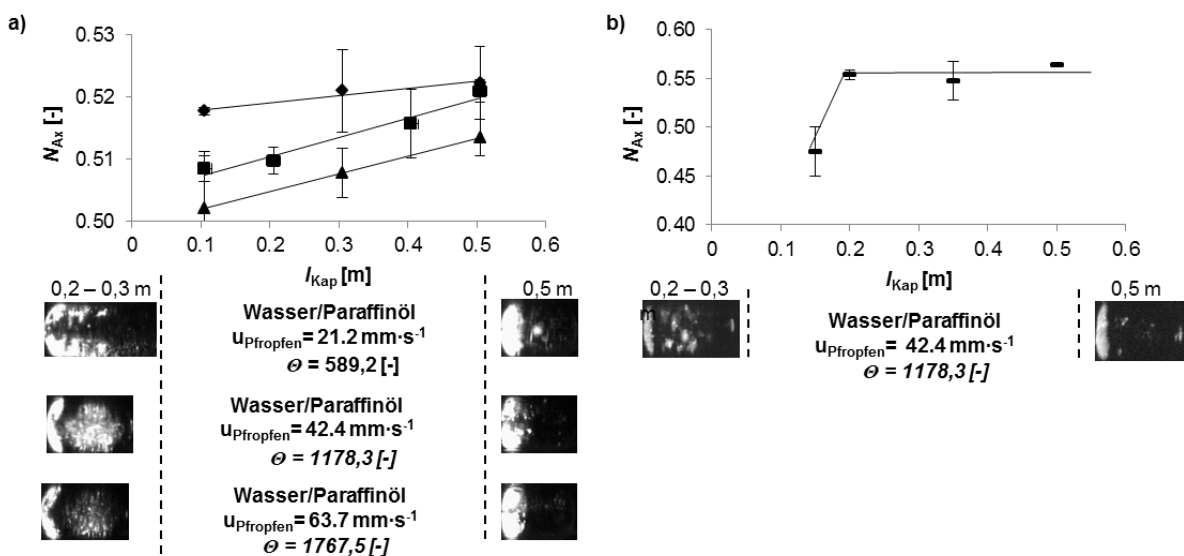 a)
0.53
0.52
0.51
0.50
N_Ax [-]
0 0.1 0.2 0.3 0.4 0.5 0.6
l_Kap [m]
0,2 – 0,3 m
0,5 m
Wasser/Paraffinöl
u_Pfropfen = 21.2 mm·s⁻¹
Θ = 589,2 [-]
Wasser/Paraffinöl
u_Pfropfen = 42.4 mm·s⁻¹
Θ = 1178,3 [-]
Wasser/Paraffinöl
u_Pfropfen = 63.7 mm·s⁻¹
Θ = 1767,5 [-]
b)
0.60
0.55
0.50
0.45
0.40
N_Ax [-]
0 0.1 0.2 0.3 0.4 0.5 0.6
l_Kap [m]
0,2 – 0,3
m
0,5 m
Wasser/Paraffinöl
u_Pfropfen = 42.4 mm·s⁻¹
Θ = 1178,3 [-]